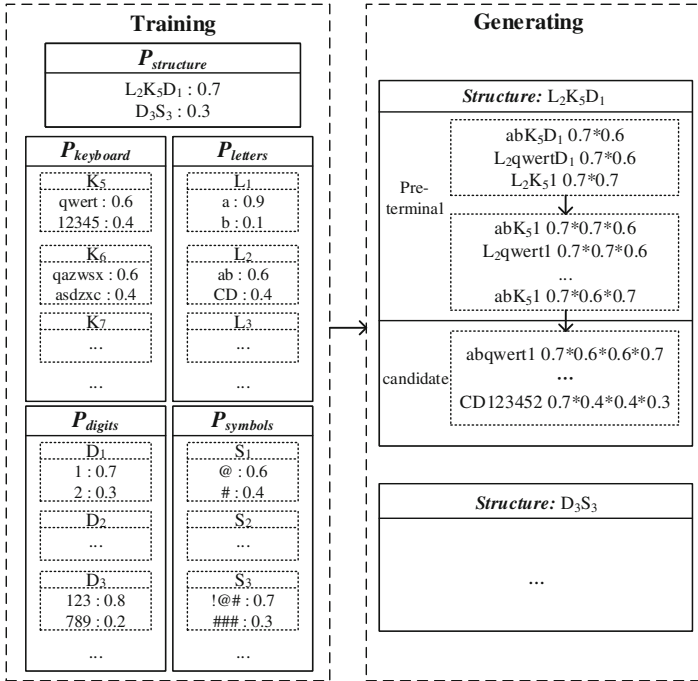 Training
P_structure
L₂K₅D₁ : 0.7
D₃S₃ : 0.3
P_keyboard
K₅
qwert : 0.6
12345 : 0.4
K₆
qazwsx : 0.6
asdzxc : 0.4
K₇
...
...
P_letters
L₁
a : 0.9
b : 0.1
L₂
ab : 0.6
CD : 0.4
L₃
...
...
P_digits
D₁
1 : 0.7
2 : 0.3
D₂
...
D₃
123 : 0.8
789 : 0.2
...
P_symbols
S₁
@ : 0.6
# : 0.4
S₂
...
S₃
!@# : 0.7
### : 0.3
...
Generating
Structure: L₂K₅D₁
Pre-
terminal
abK₅D₁ 0.7*0.6
L₂qwertD₁ 0.7*0.6
L₂K₅1 0.7*0.7
abK₅1 0.7*0.7*0.6
L₂qwert1 0.7*0.7*0.6
...
abK₅1 0.7*0.6*0.7
candidate
abqwert1 0.7*0.6*0.6*0.7
...
CD123452 0.7*0.4*0.4*0.3
Structure: D₃S₃
...